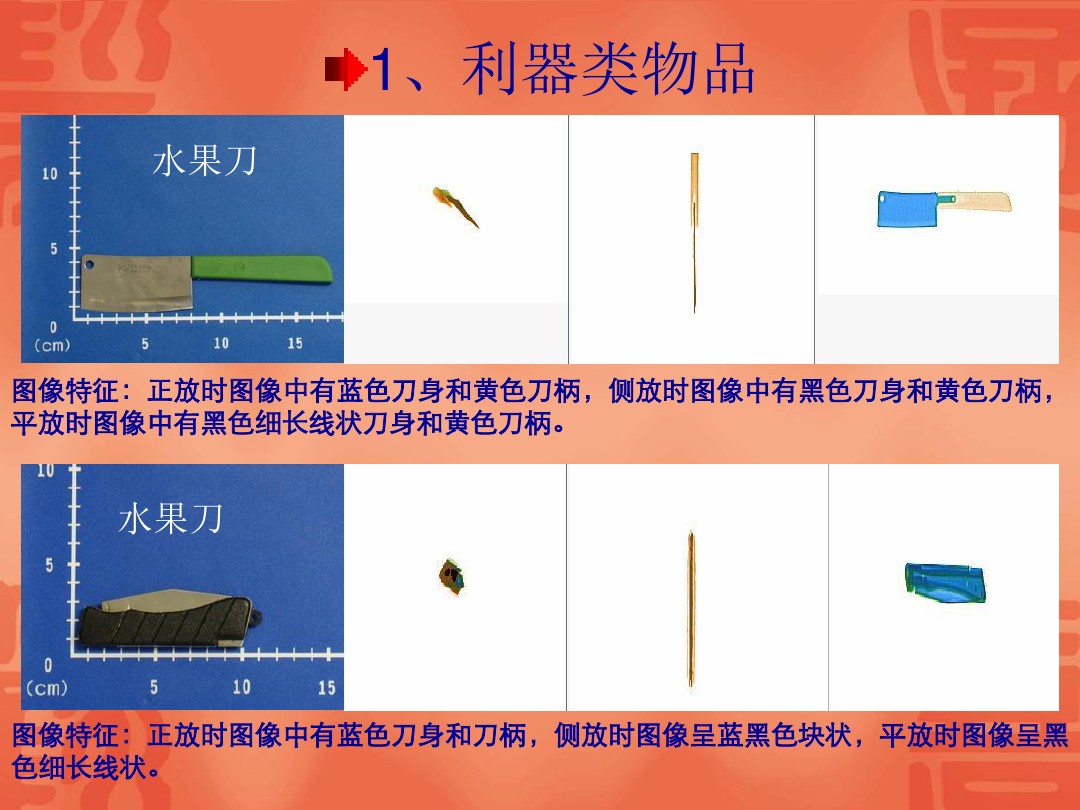 1、利器类物品
水果刀
10
5
0
(cm)
5
10
15
图像特征：正放时图像中有蓝色刀身和黄色刀柄，侧放时图像中有黑色刀身和黄色刀柄，
平放时图像中有黑色细长线状刀身和黄色刀柄。
10
水果刀
5
0
(cm)
5
10
15
图像特征：正放时图像中有蓝色刀身和刀柄，侧放时图像呈蓝黑色块状，平放时图像呈黑
色细长线状。